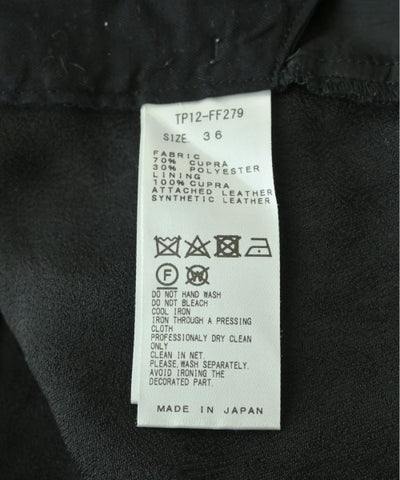 TP12-FF279
SIZE. 36
FABRIC
70% CUPRA
30% POLYESTER
LINING
100% CUPRA
ATTACHED LEATHER
SYNTHETIC LEATHER
F W
DO NOT HAND WASH
DO NOT BLEACH
COOL IRON
IRON THROUGH A PRESSING
CLOTH
PROFESSIONALY DRY CLEAN
ONLY
CLEAN IN NET.
PLEASE, WASH SEPARATELY.
AVOID IRONING THE
DECORATED PART.
MADE IN JAPAN